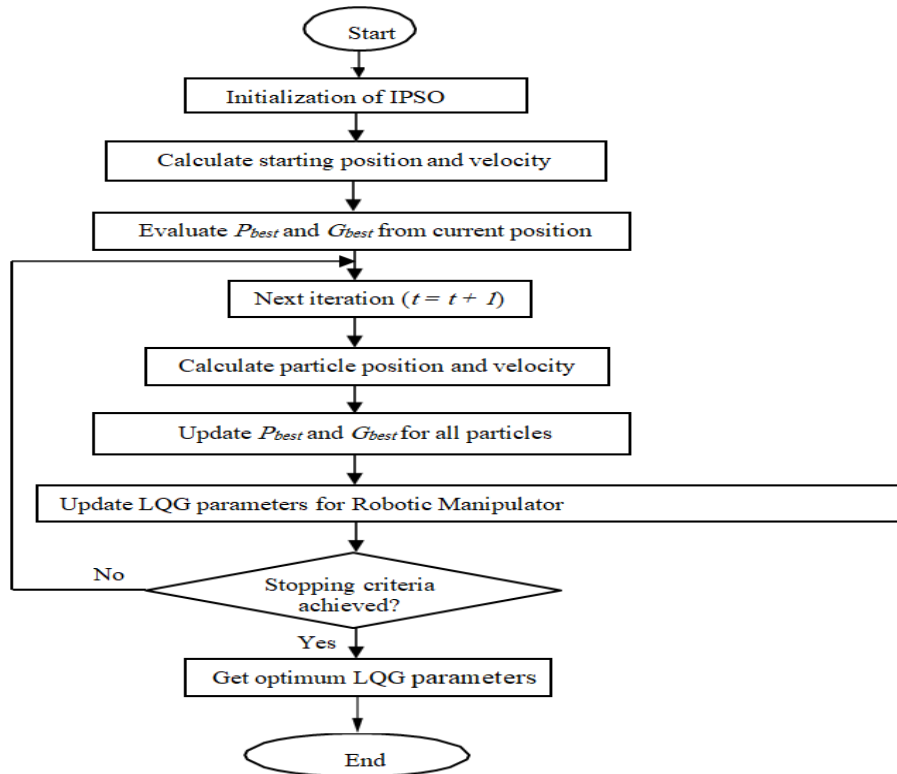 Start
Initialization of IPSO
Calculate starting position and velocity
Evaluate Pbest and Gbest from current position
Next iteration (t = t + 1)
Calculate particle position and velocity
Update Pbest and Gbest for all particles
Update LQG parameters for Robotic Manipulator
No
Stopping criteria
achieved?
Yes
Get optimum LQG parameters
End